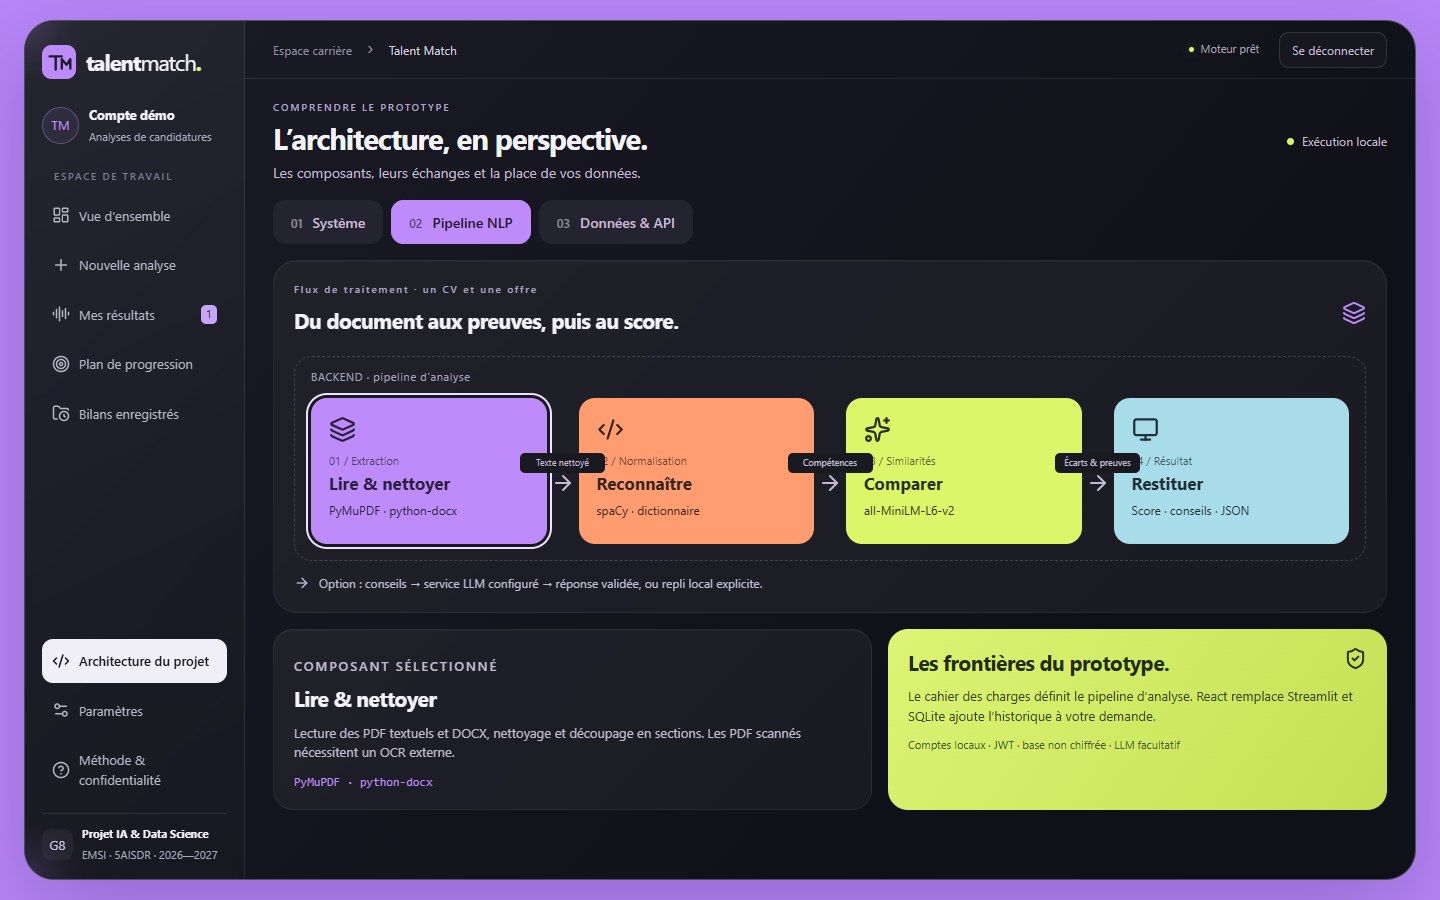 TM
talentmatch.
TM
Compte démo
Analyses de candidatures
ESPACE DE TRAVAIL
Vue d'ensemble
Nouvelle analyse
Mes résultats
1
Plan de progression
Bilans enregistrés
Architecture du projet
Paramètres
Méthode &
confidentialité
G8
Projet IA & Data Science
EMSI · 5AISDR · 2026—2027
Espace carrière
Talent Match
Moteur prêt
Se déconnecter
COMPRENDRE LE PROTOTYPE
L'architecture, en perspective.
Les composants, leurs échanges et la place de vos données.
Exécution locale
01 Système
02 Pipeline NLP
03 Données & API
Flux de traitement · un CV et une offre
Du document aux preuves, puis au score.
BACKEND · pipeline d'analyse
01 / Extraction
Lire & nettoyer
PyMuPDF · python-docx
Texte nettoyé
2 / Normalisation
Reconnaître
spaCy · dictionnaire
Compétences
3 / Similarités
Comparer
all-MiniLM-L6-v2
Écarts & preuves
4 / Résultat
Restituer
Score · conseils · JSON
→ Option : conseils → service LLM configuré → réponse validée, ou repli local explicite.
COMPOSANT SÉLECTIONNÉ
Lire & nettoyer
Lecture des PDF textuels et DOCX, nettoyage et découpage en sections. Les PDF scannés
nécessitent un OCR externe.
PyMuPDF · python-docx
Les frontières du prototype.
Le cahier des charges définit le pipeline d'analyse. React remplace Streamlit et
SQLite ajoute l'historique à votre demande.
Comptes locaux · JWT · base non chiffrée · LLM facultatif